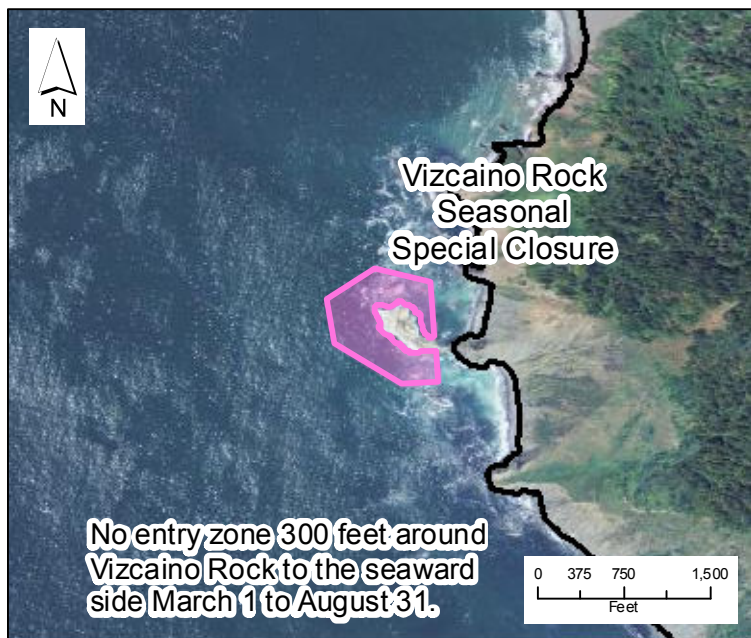 N
Vizcaino Rock
Seasonal
Special Closure
No entry zone 300 feet around
Vizcaino Rock to the seaward
side March 1 to August 31.
0 375 750 1,500
Feet